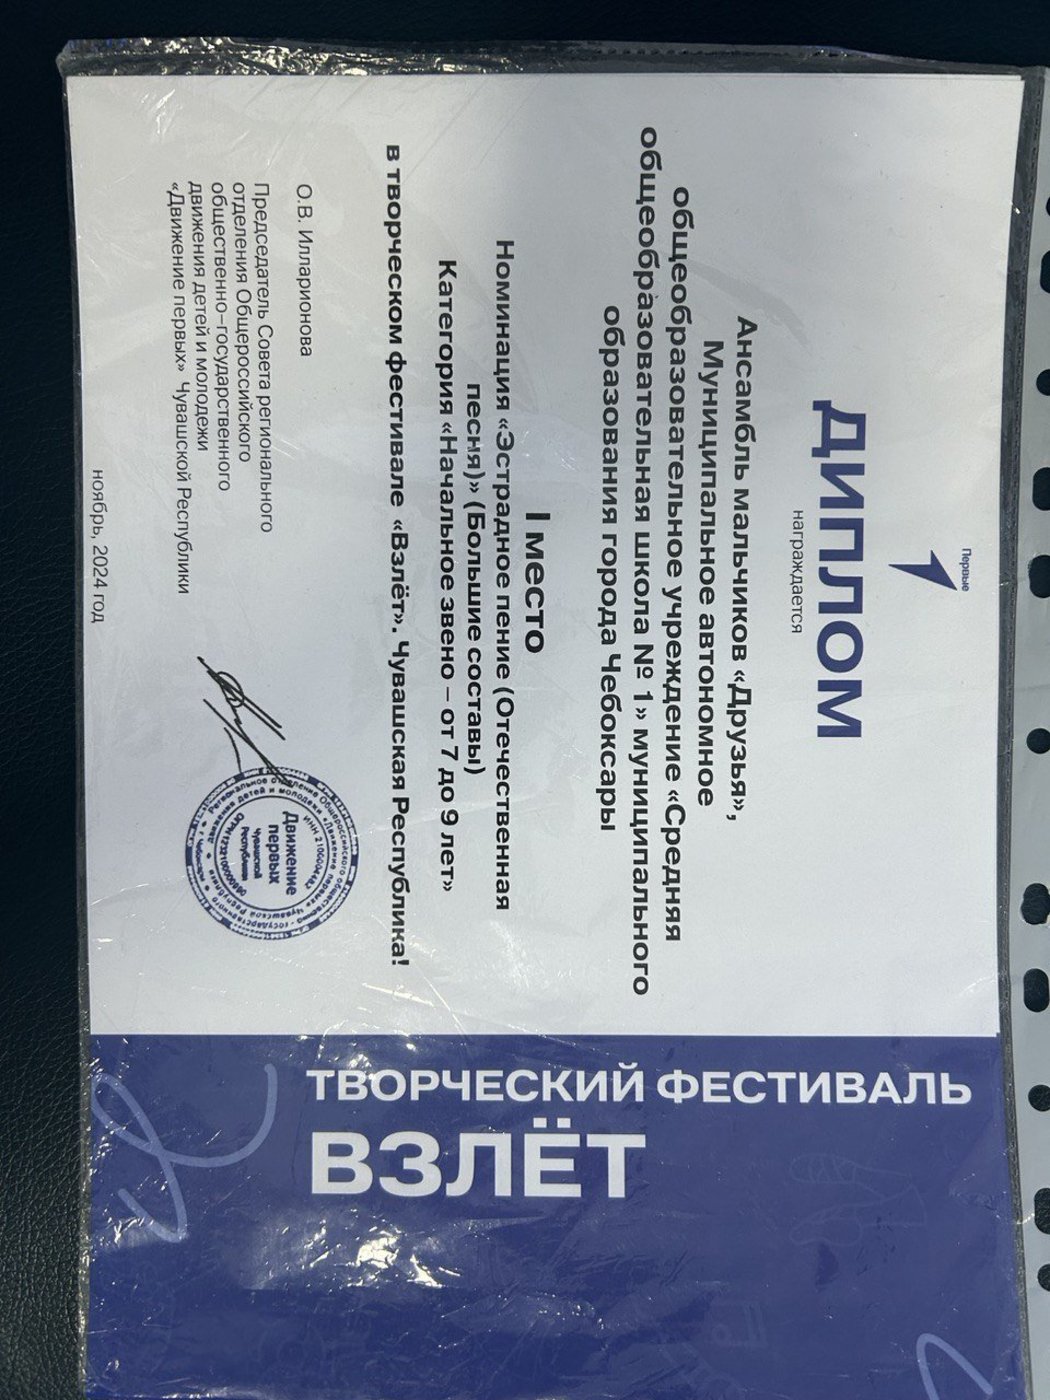 Первые
ДИПЛОМ
награждается
Ансамбль мальчиков «Друзья»,
Муниципальное автономное
общеобразовательное учреждение «Средняя
общеобразовательная школа № 1» муниципального
образования города Чебоксары
I место
Номинация «Эстрадное пение (Отечественная
песня)» (Большие составы)
Категория «Начальное звено – от 7 до 9 лет»
в творческом фестивале «Взлёт». Чувашская Республика!
О.В. Илларионова
Председатель Совета регионального
отделения Общероссийского
общественно-государственного
движения детей и молодежи
«Движение первых» Чувашской Республики
ноябрь, 2024 год
Движение
первых
Чувашской
Республики
ТВОРЧЕСКИЙ ФЕСТИВАЛЬ
ВЗЛЁТ